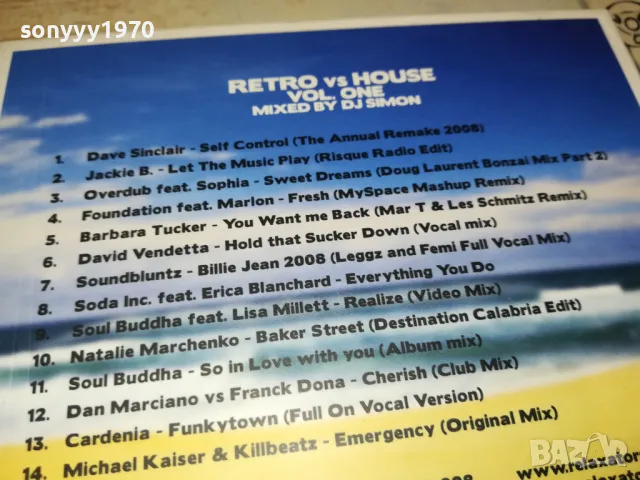 sonyyy1970
RETRO vs HOUSE
VOL. ONE
MIXED BY DJ SIMON
1. Dave Sinclair - Self Control (The Annual Remake 2008)
2. Jackie B. - Let The Music Play (Risque Radio Edit)
3. Overdub feat. Sophia - Sweet Dreams (Doug Laurent Bonzai Mix Part 2)
4. Foundation feat. Marlon - Fresh (MySpace Mashup Remix)
5. Barbara Tucker - You Want me Back (Mar T & Les Schmitz Remix)
6. David Vendetta - Hold that Sucker Down (Vocal mix)
7. Soundbluntz - Billie Jean 2008 (Leggz and Femi Full Vocal Mix)
8. Soda Inc. feat. Erica Blanchard - Everything You Do
9. Soul Buddha feat. Lisa Millett - Realize (Video Mix)
10. Natalie Marchenko - Baker Street (Destination Calabria Edit)
11. Soul Buddha - So in Love with you (Album mix)
12. Dan Marciano vs Franck Dona - Cherish (Club Mix)
13. Cardenia - Funkytown (Full On Vocal Version)
14. Michael Kaiser & Killbeatz - Emergency (Original Mix)
BAZAR